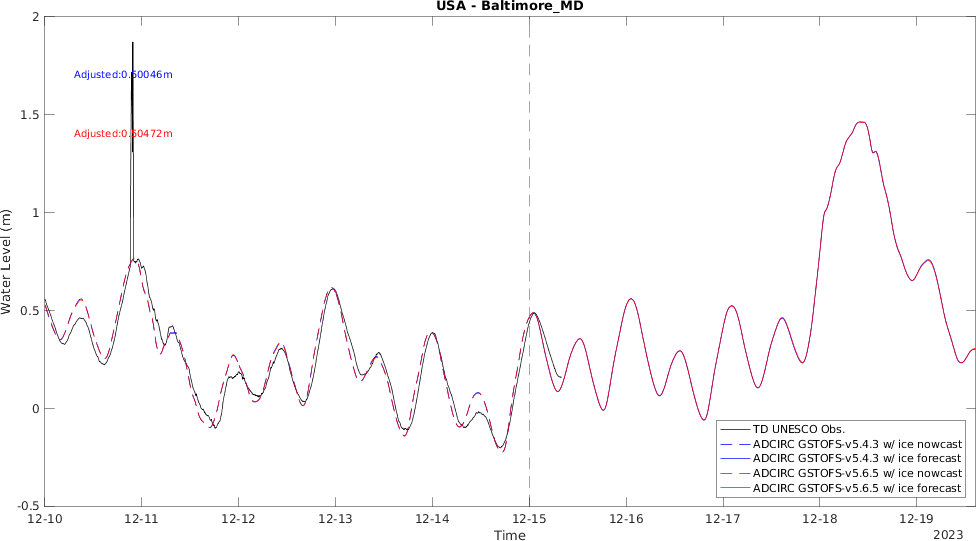 USA - Baltimore_MD
2
1.5
1
0.5
0
-0.5
Water Level (m)
Adjusted:0.60046m
Adjusted:0.60472m
TD UNESCO Obs.
ADCIRC GSTOFS-v5.4.3 w/ ice nowcast
ADCIRC GSTOFS-v5.4.3 w/ ice forecast
ADCIRC GSTOFS-v5.6.5 w/ ice nowcast
ADCIRC GSTOFS-v5.6.5 w/ ice forecast
12-10 12-11 12-12 12-13 12-14 12-15 12-16 12-17 12-18 12-19
Time
2023